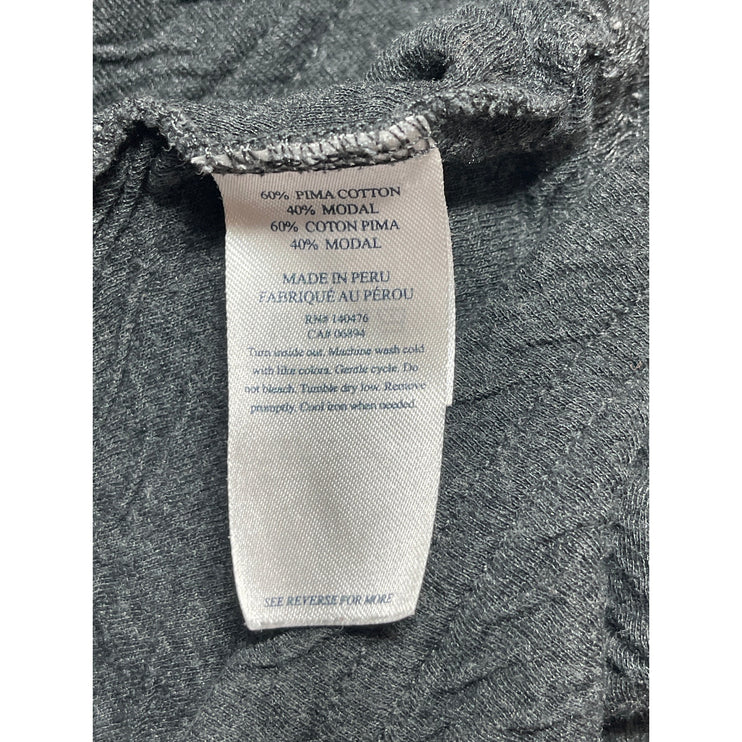 60% PIMA COTTON
40% MODAL
60% COTON PIMA
40% MODAL
MADE IN PERU
FABRIQUÉ AU PÉROU
RN# 140476
CA# 06894
Turn inside out. Machine wash cold
with like colors. Gentle cycle. Do
not bleach. Tumble dry low. Remove
promptly. Cool iron when needed.
SEE REVERSE FOR MORE